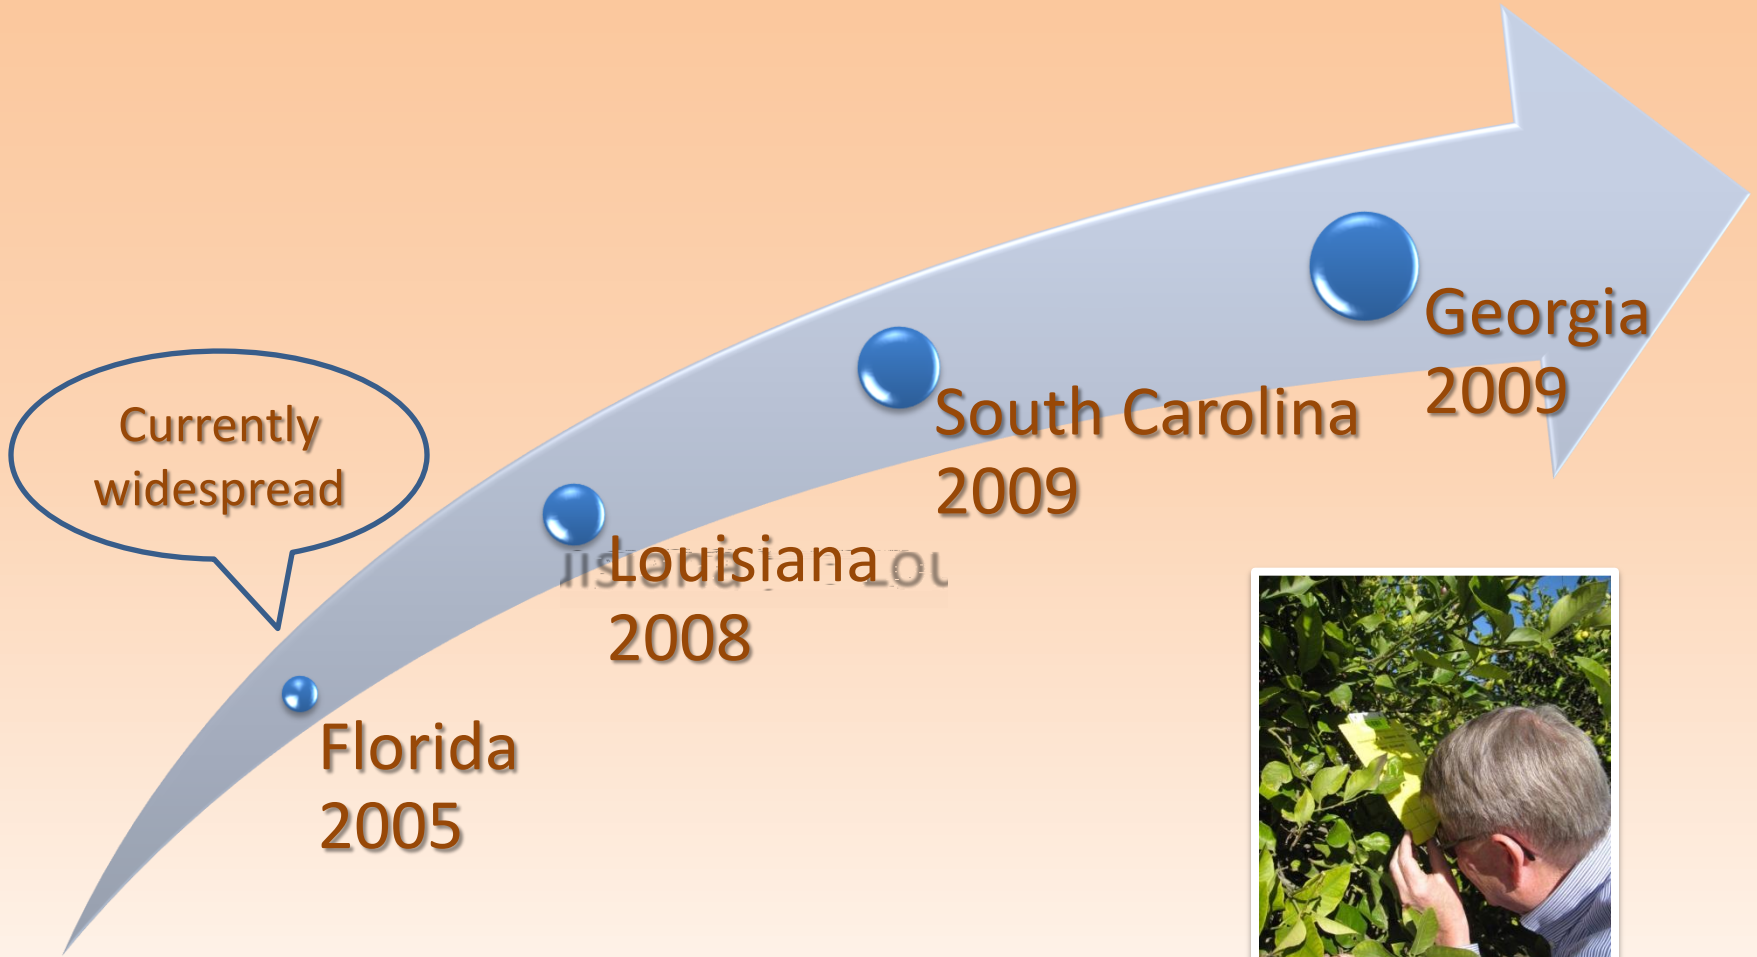 Currently
widespread
Florida
2005
Louisiana
2008
South Carolina
2009
Georgia
2009